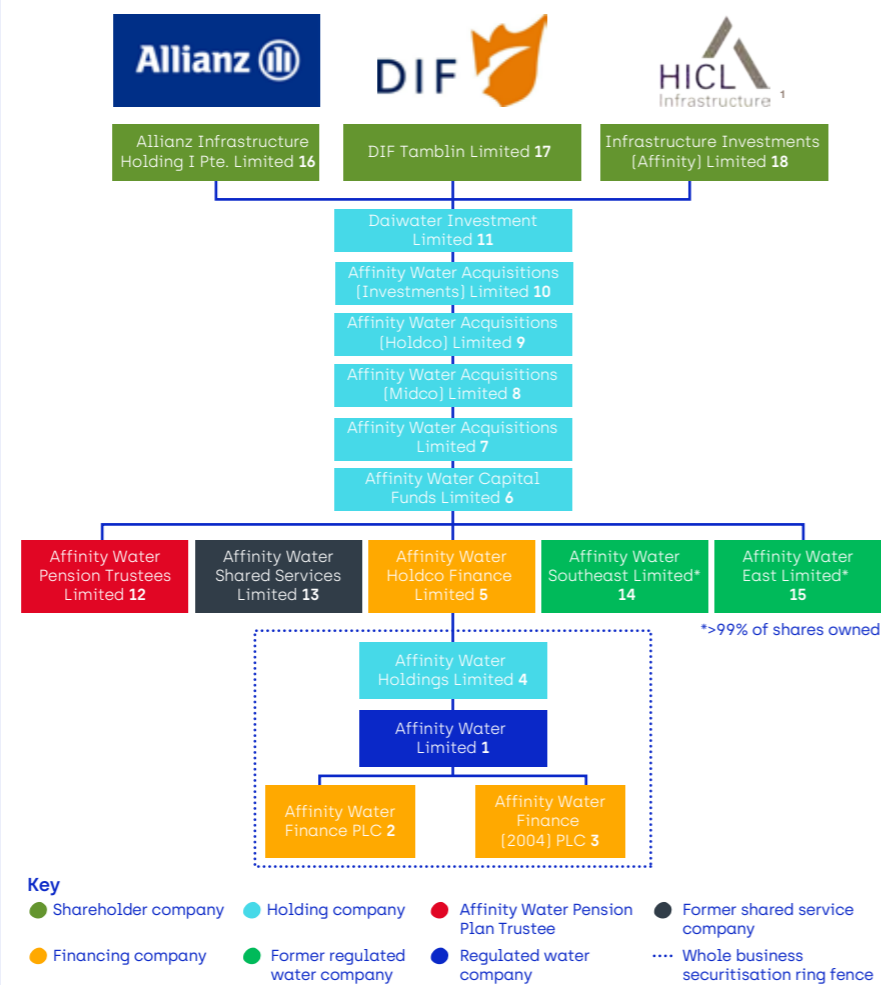 Allianz
DIF
HICL
Infrastructure 1
Allianz Infrastructure
Holding I Pte. Limited 16
DIF Tamblin Limited 17
Infrastructure Investments
(Affinity) Limited 18
Daiwater Investment
Limited 11
Affinity Water Acquisitions
(Investments) Limited 10
Affinity Water Acquisitions
(Holdco) Limited 9
Affinity Water Acquisitions
(Midco) Limited 8
Affinity Water Acquisitions
Limited 7
Affinity Water Capital
Funds Limited 6
Affinity Water
Pension Trustees
Limited 12
Affinity Water
Shared Services
Limited 13
Affinity Water
Holdco Finance
Limited 5
Affinity Water
Southeast Limited*
14
Affinity Water
East Limited*
15
*>99% of shares owned
Affinity Water
Holdings Limited 4
Affinity Water
Limited 1
Affinity Water
Finance PLC 2
Affinity Water
Finance
(2004) PLC 3
Key
Shareholder company
Holding company
Affinity Water Pension
Plan Trustee
Former shared service
company
Financing company
Former regulated
water company
Regulated water
company
Whole business
securitisation ring fence